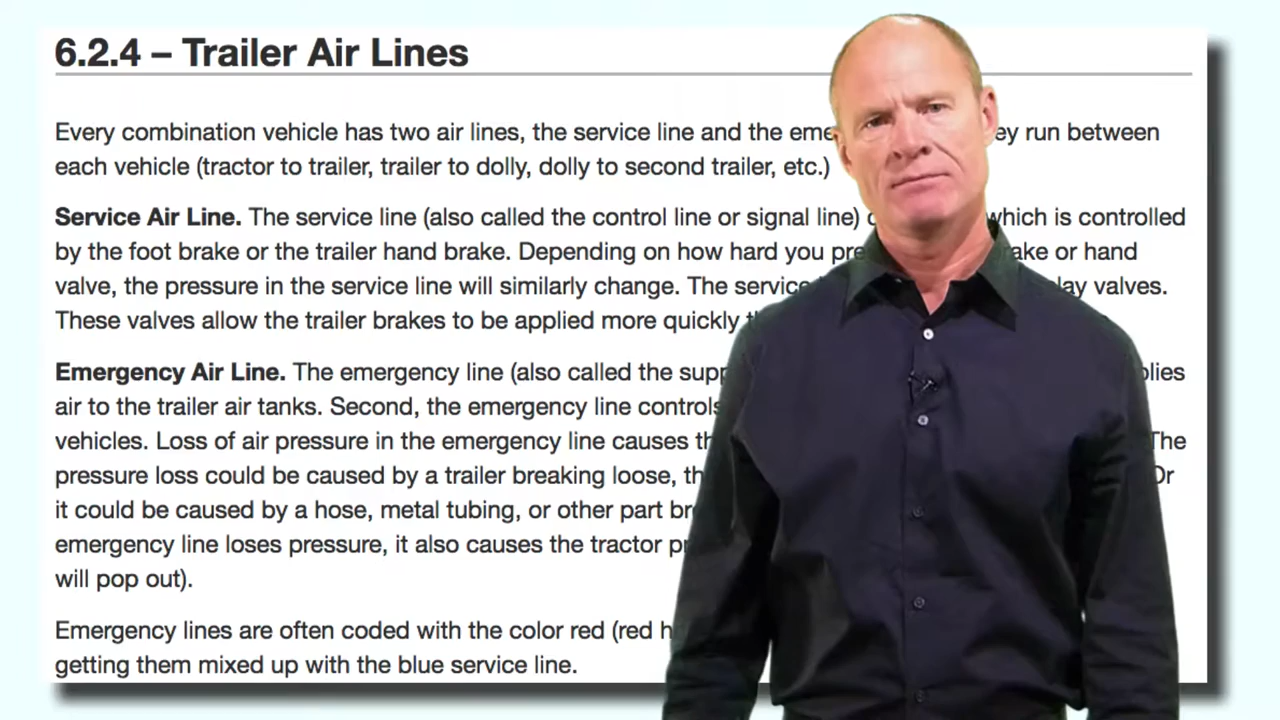 6.2.4 – Trailer Air Lines
Every combination vehicle has two air lines, the service line and the run between
each vehicle (tractor to trailer, trailer to dolly, dolly to second trailer, etc.)
Service Air Line. The service line (also called the control line or signal line) which is controlled
by the foot brake or the trailer hand brake. Depending on how hard you or hand
valve, the pressure in the service line will similarly change. The service valves.
These valves allow the trailer brakes to be applied more quickly
Emergency Air Line. The emergency line (also called the
air to the trailer air tanks. Second, the emergency line controls
vehicles. Loss of air pressure in the emergency line causes The
pressure loss could be caused by a trailer breaking loose, Or
it could be caused by a hose, metal tubing, or other part
emergency line loses pressure, it also causes the tractor
will pop out).
Emergency lines are often coded with the color red (red
getting them mixed up with the blue service line.